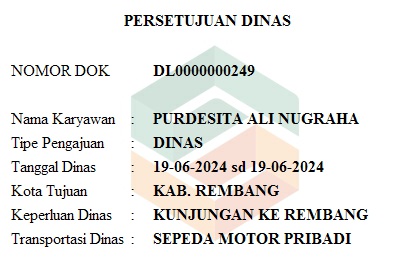 PERSETUJUAN DINAS
NOMOR DOK DL0000000249
Nama Karyawan : PURDESITA ALI NUGRAHA
Tipe Pengajuan : DINAS
Tanggal Dinas : 19-06-2024 sd 19-06-2024
Kota Tujuan : KAB. REMBANG
Keperluan Dinas : KUNJUNGAN KE REMBANG
Transportasi Dinas : SEPEDA MOTOR PRIBADI